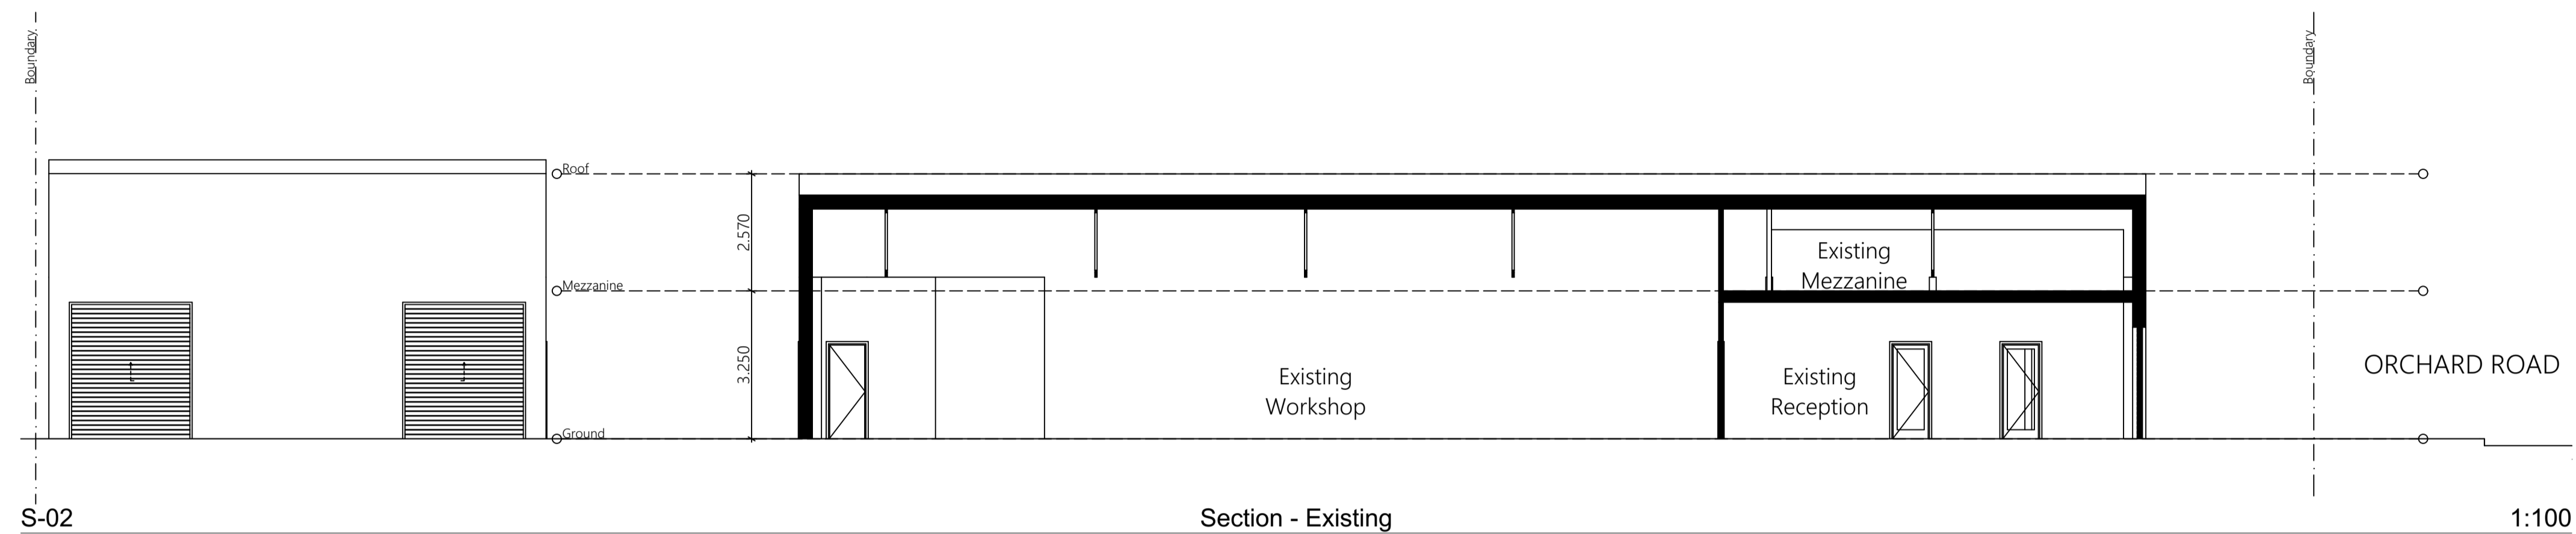 Boundary
Boundary
Roof
2.570
Existing
Mezzanine
Mezzanine
3.250
ORCHARD ROAD
Existing
Workshop
Existing
Reception
Ground
S-02
Section - Existing
1:100